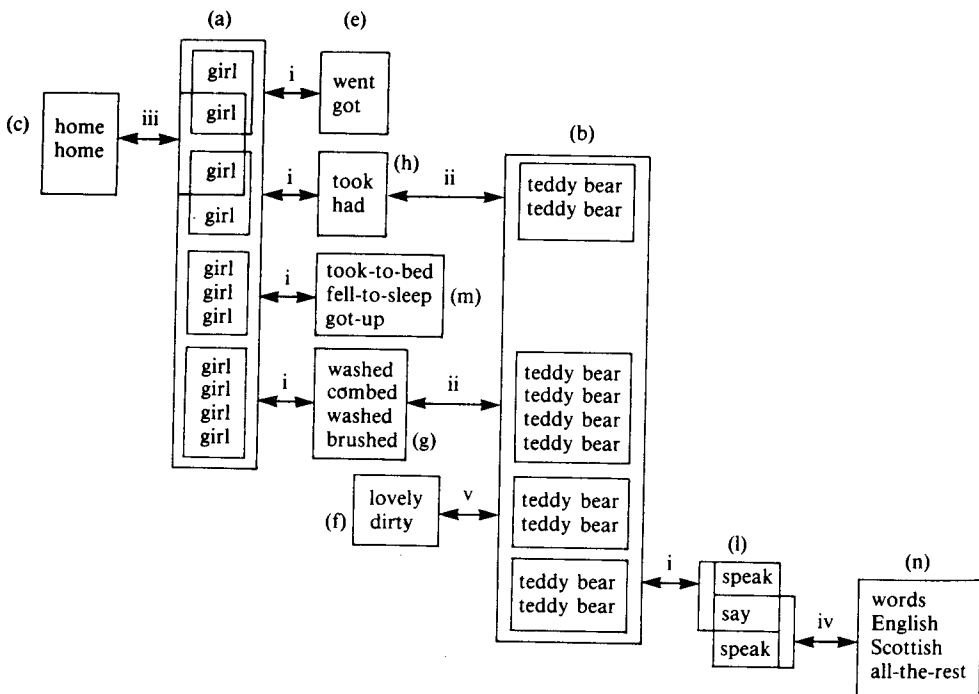 (a)
(e)
girl
i
went
got
girl
(c)
home
home
iii
(b)
girl
i
took
had
(h)
ii
teddy bear
teddy bear
girl
girl
girl
girl
i
took-to-bed
fell-to-sleep
got-up
(m)
girl
girl
girl
girl
i
washed
combed
washed
brushed
(g)
ii
teddy bear
teddy bear
teddy bear
teddy bear
(f)
lovely
dirty
v
teddy bear
teddy bear
teddy bear
teddy bear
i
(l)
speak
say
speak
iv
(n)
words
English
Scottish
all-the-rest